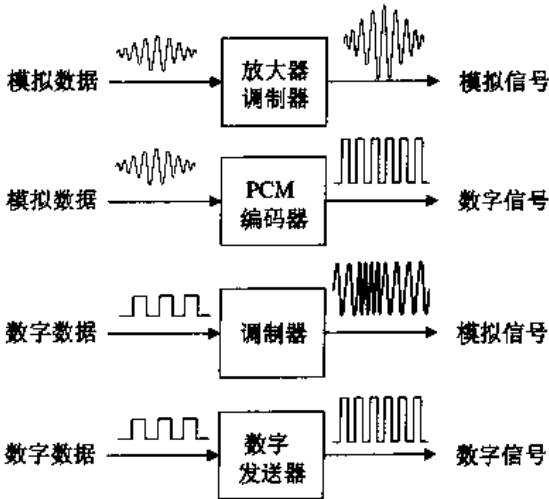 模拟数据
放大器
调制器
模拟信号
模拟数据
PCM
编码器
数字信号
数字数据
调制器
模拟信号
数字数据
数字
发送器
数字信号